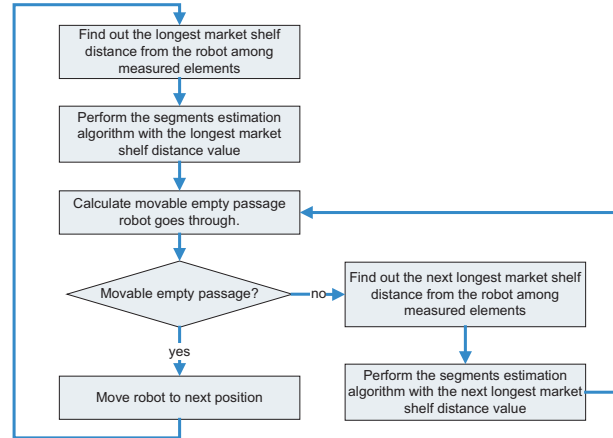 Find out the longest market shelf
distance from the robot among
measured elements
Perform the segments estimation
algorithm with the longest market
shelf distance value
Calculate movable empty passage
robot goes through.
Movable empty passage?
no
Find out the next longest market shelf
distance from the robot among
measured elements
yes
Perform the segments estimation
algorithm with the next longest market
shelf distance value
Move robot to next position